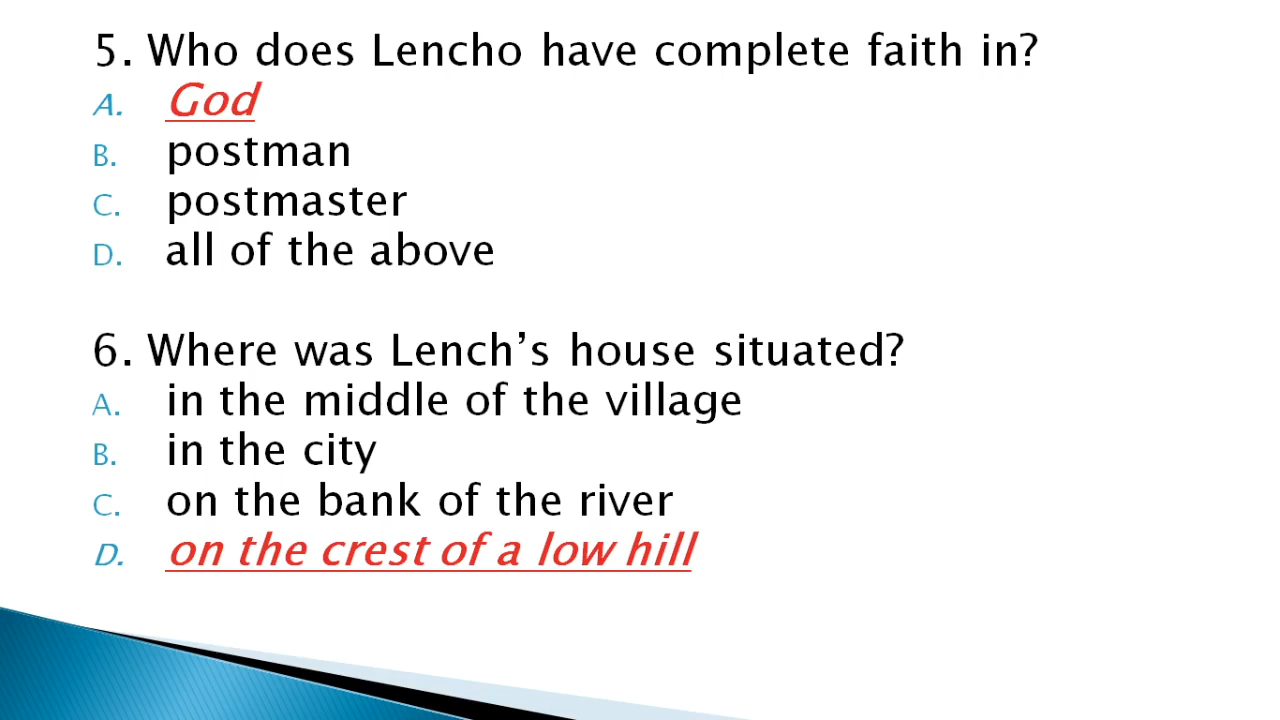 5. Who does Lencho have complete faith in?
A. God
B. postman
C. postmaster
D. all of the above
6. Where was Lench’s house situated?
A. in the middle of the village
B. in the city
C. on the bank of the river
D. on the crest of a low hill